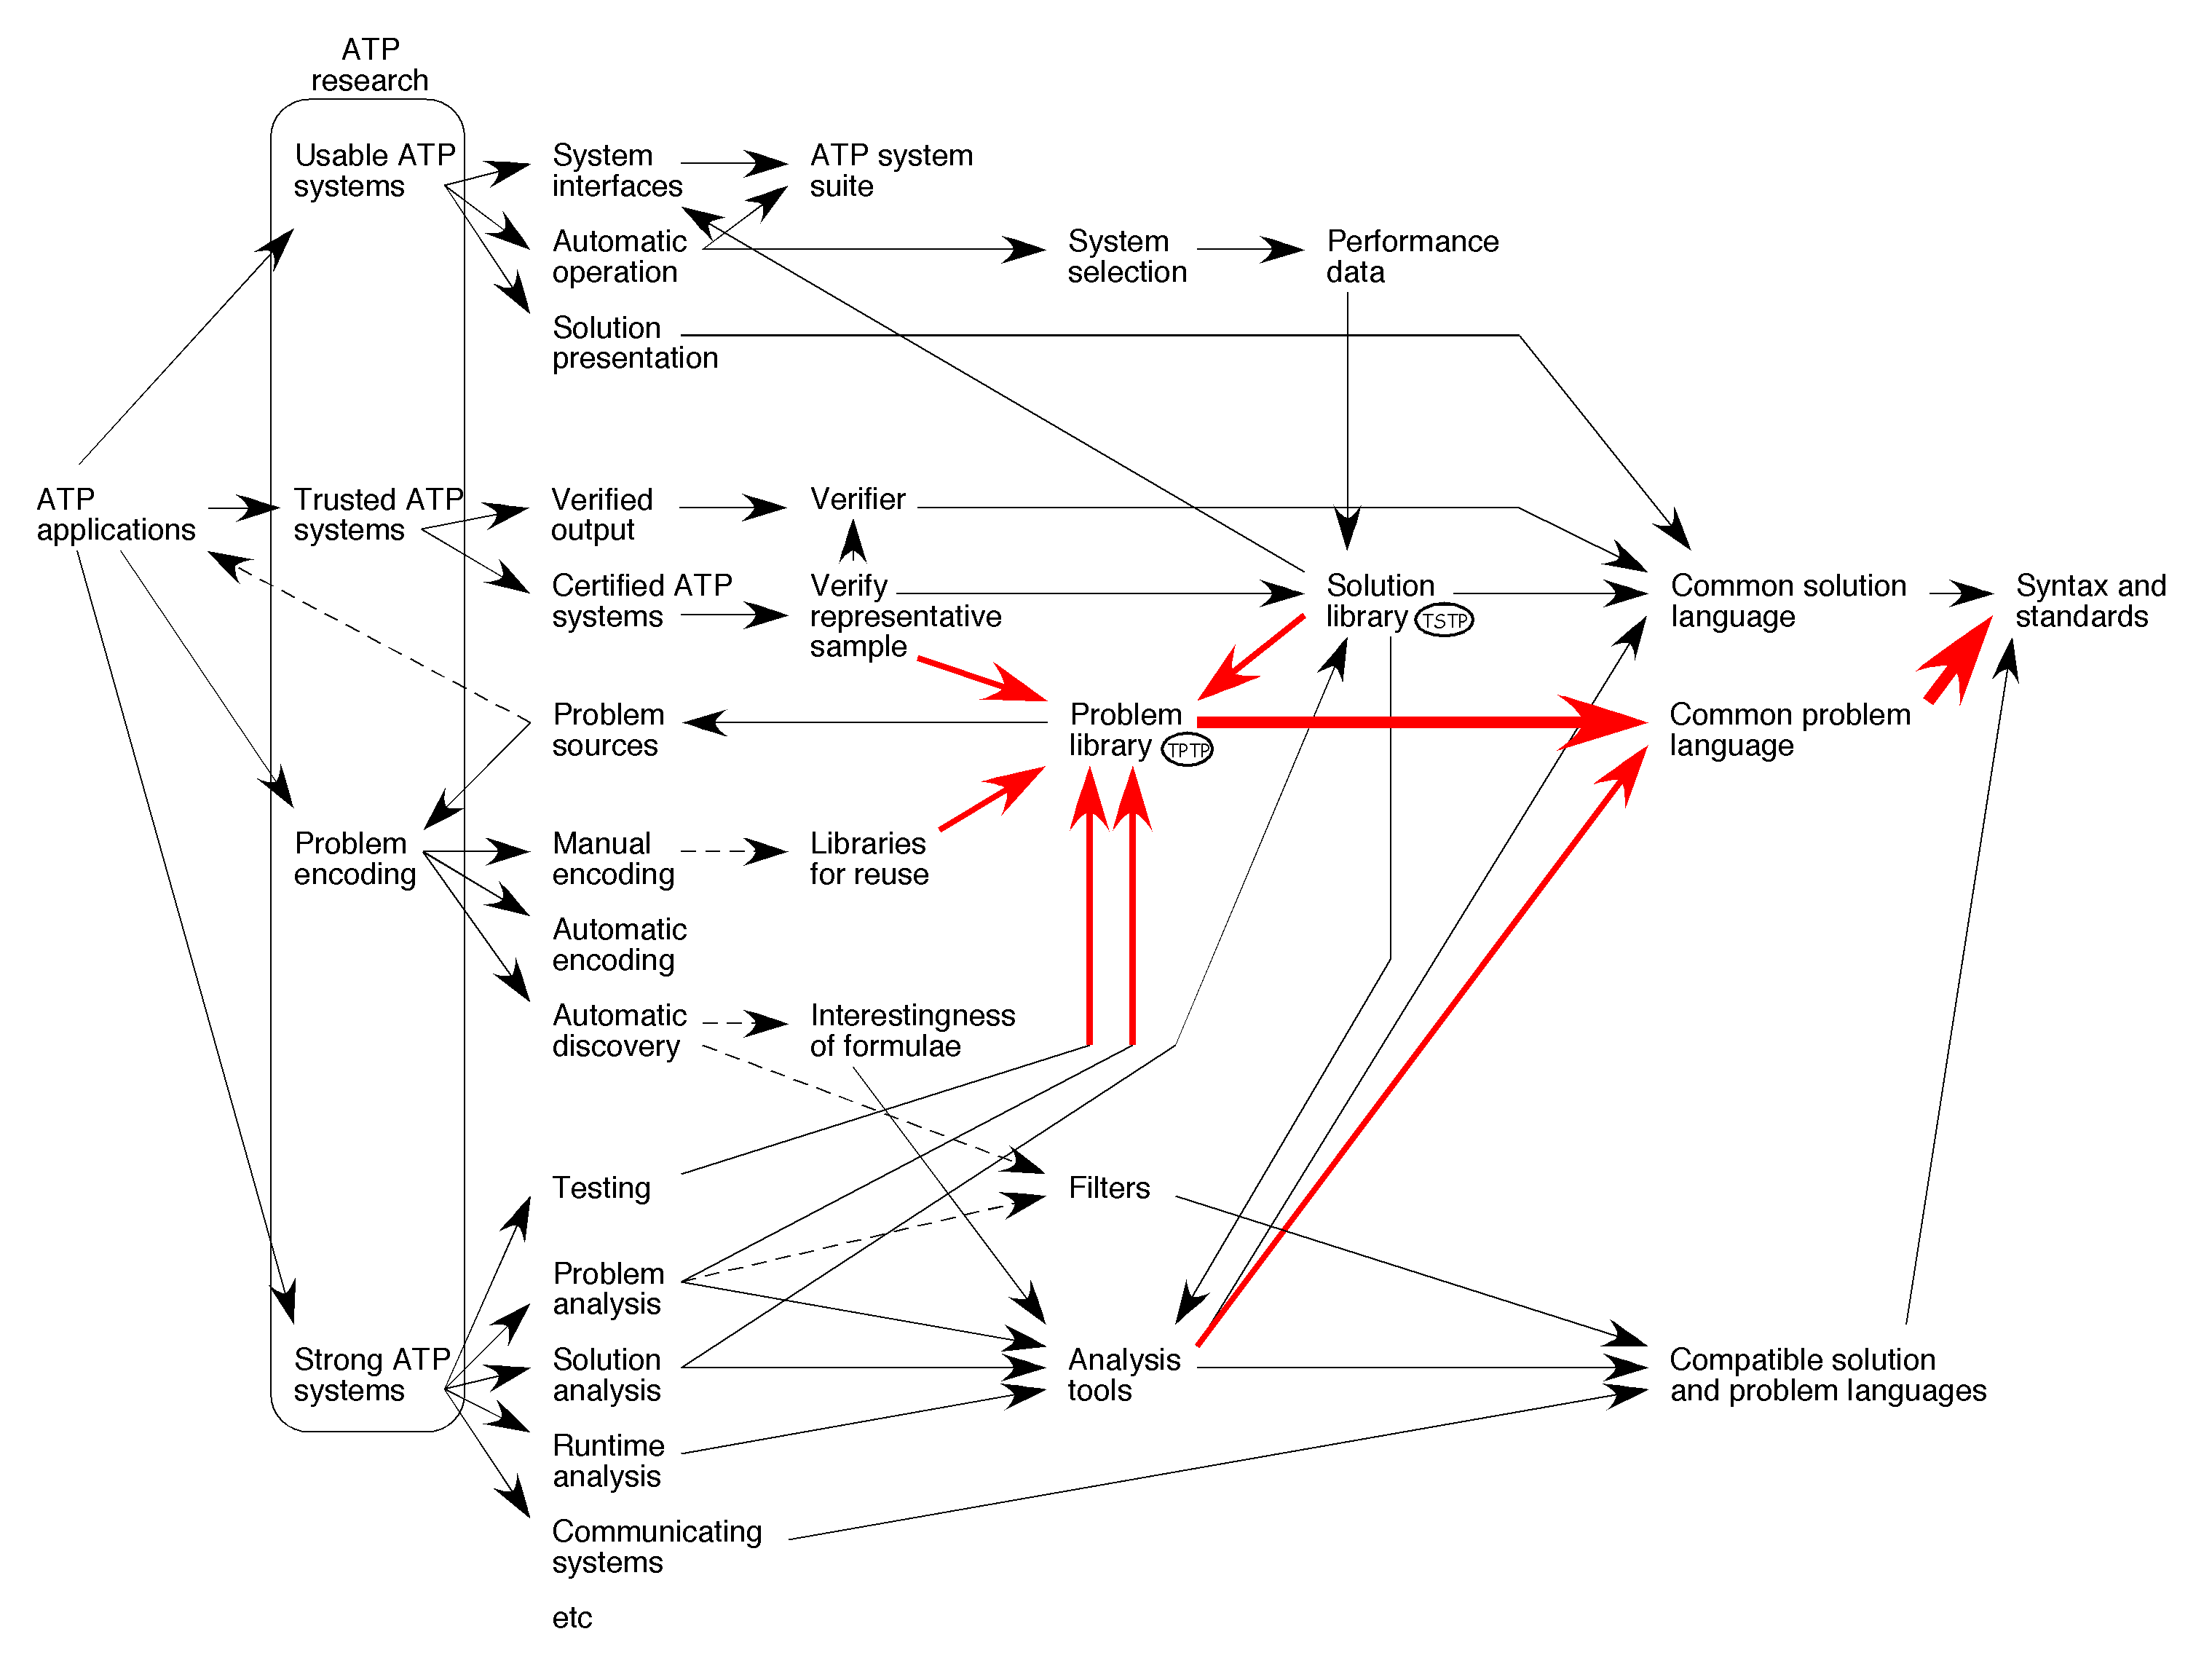 ATP
research
Usable ATP
systems
System
interfaces
ATP system
suite
Automatic
operation
System
selection
Performance
data
Solution
presentation
ATP
applications
Trusted ATP
systems
Verified
output
Verifier
Certified ATP
systems
Verify
representative
sample
Solution
library TSTP
Common solution
language
Syntax and
standards
Problem
sources
Problem
library TPTP
Common problem
language
Problem
encoding
Manual
encoding
Libraries
for reuse
Automatic
encoding
Automatic
discovery
Interestingness
of formulae
Testing
Filters
Problem
analysis
Strong ATP
systems
Solution
analysis
Analysis
tools
Compatible solution
and problem languages
Runtime
analysis
Communicating
systems
etc